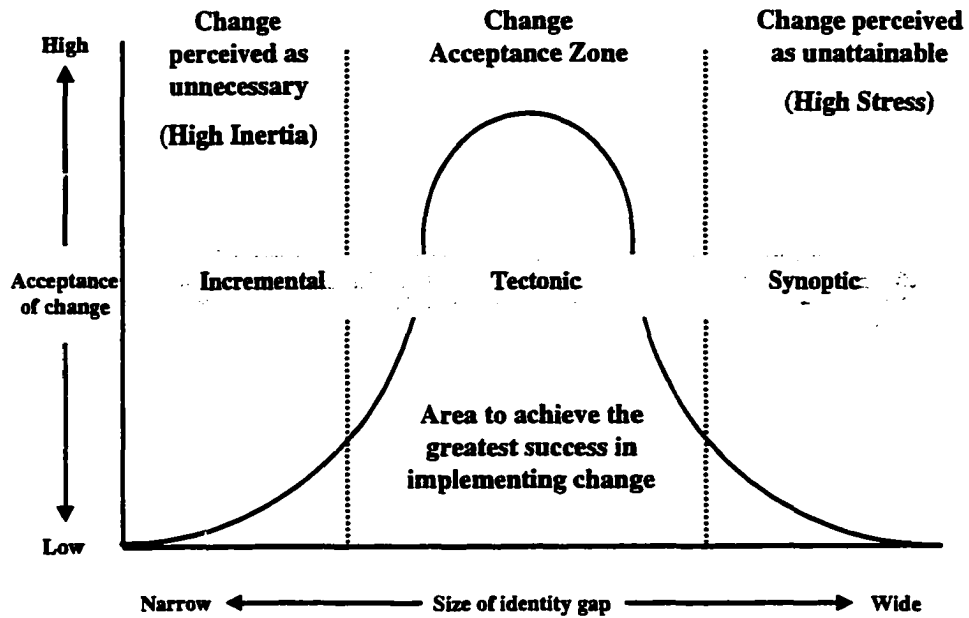 Change
perceived as
unnecessary
(High Inertia)
Change
Acceptance Zone
Change perceived
as unattainable
(High Stress)
High
Acceptance
of change
Low
Incremental
Tectonic
Synoptic
Area to achieve the
greatest success in
implementing change
Narrow
Size of identity gap
Wide